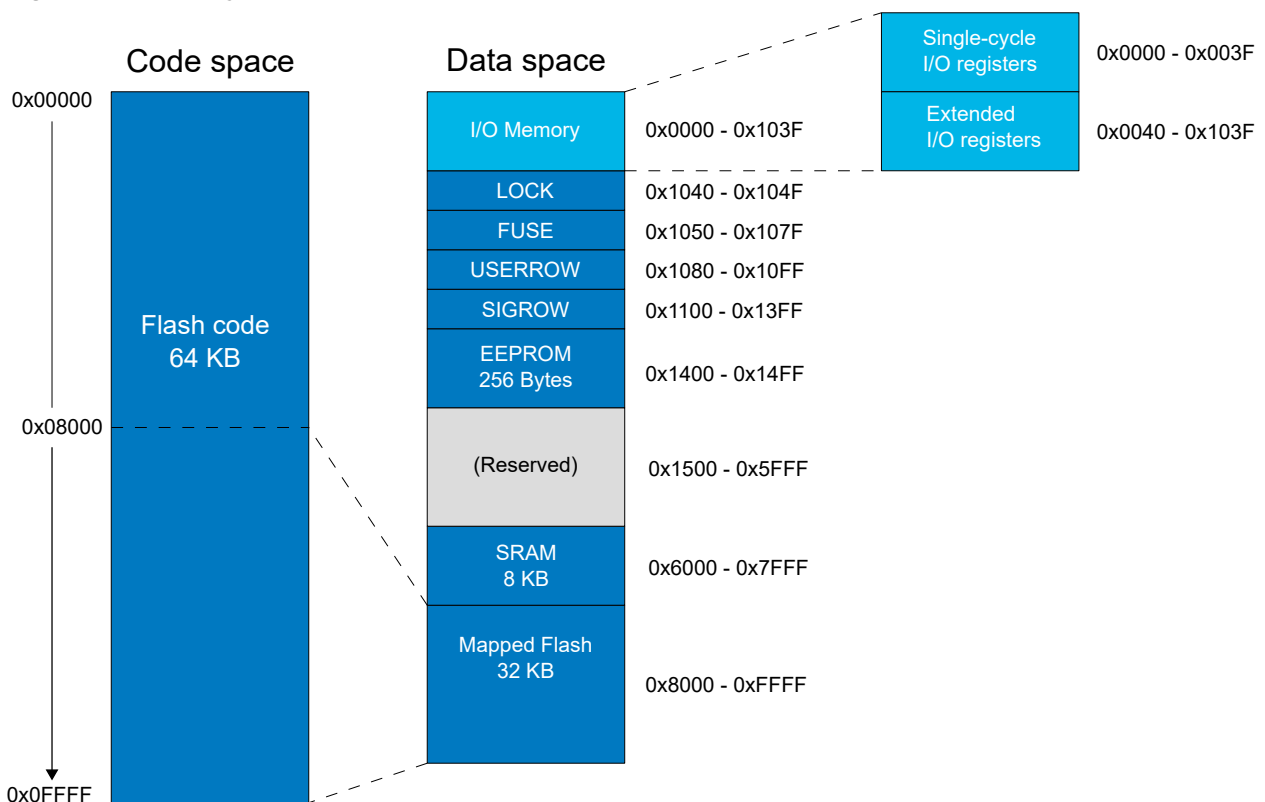 Code space
0x00000
Flash code
64 KB
0x08000
0x0FFFF
Data space
I/O Memory
0x0000 - 0x103F
LOCK
0x1040 - 0x104F
FUSE
0x1050 - 0x107F
USERROW
0x1080 - 0x10FF
SIGROW
0x1100 - 0x13FF
EEPROM
256 Bytes
0x1400 - 0x14FF
(Reserved)
0x1500 - 0x5FFF
SRAM
8 KB
0x6000 - 0x7FFF
Mapped Flash
32 KB
0x8000 - 0xFFFF
Single-cycle
I/O registers
0x0000 - 0x003F
Extended
I/O registers
0x0040 - 0x103F